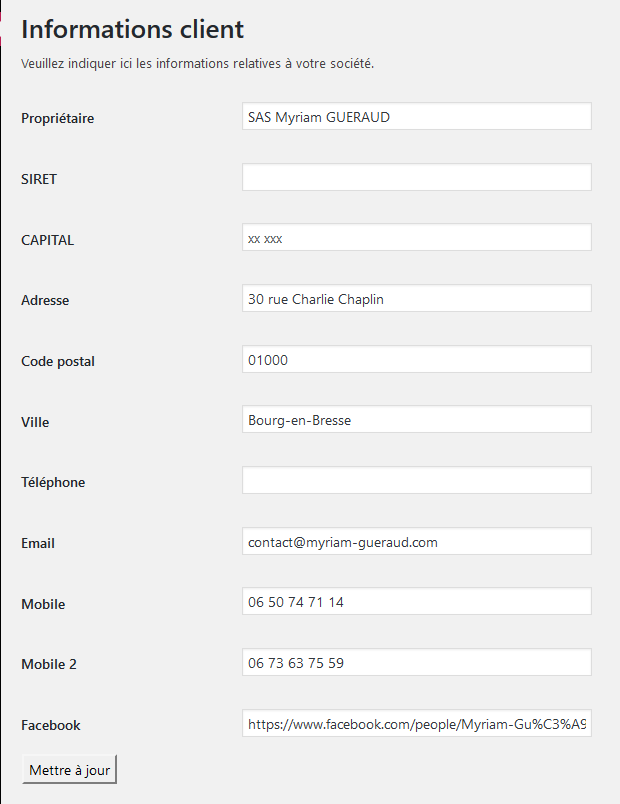 Informations client
Veuillez indiquer ici les informations relatives à votre société.
Propriétaire SAS Myriam GUERAUD
SIRET
CAPITAL xx xxx
Adresse 30 rue Charlie Chaplin
Code postal 01000
Ville Bourg-en-Bresse
Téléphone
Email contact@myriam-gueraud.com
Mobile 06 50 74 71 14
Mobile 2 06 73 63 75 59
Facebook https://www.facebook.com/people/Myriam-Gu%C3%A9
Mettre à jour